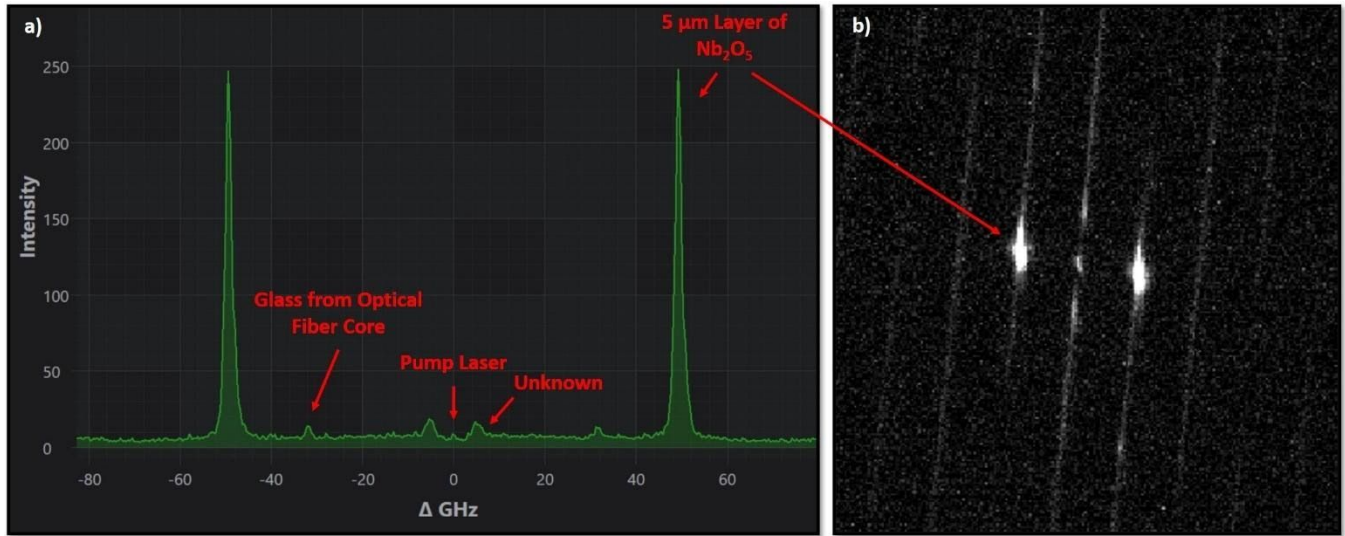 a)
5 µm Layer of
Nb₂O₅
b)
250
200
150
100
50
0
Intensity
Glass from Optical
Fiber Core
Pump Laser
Unknown
-80 -60 -40 -20 0 20 40 60
Δ GHz